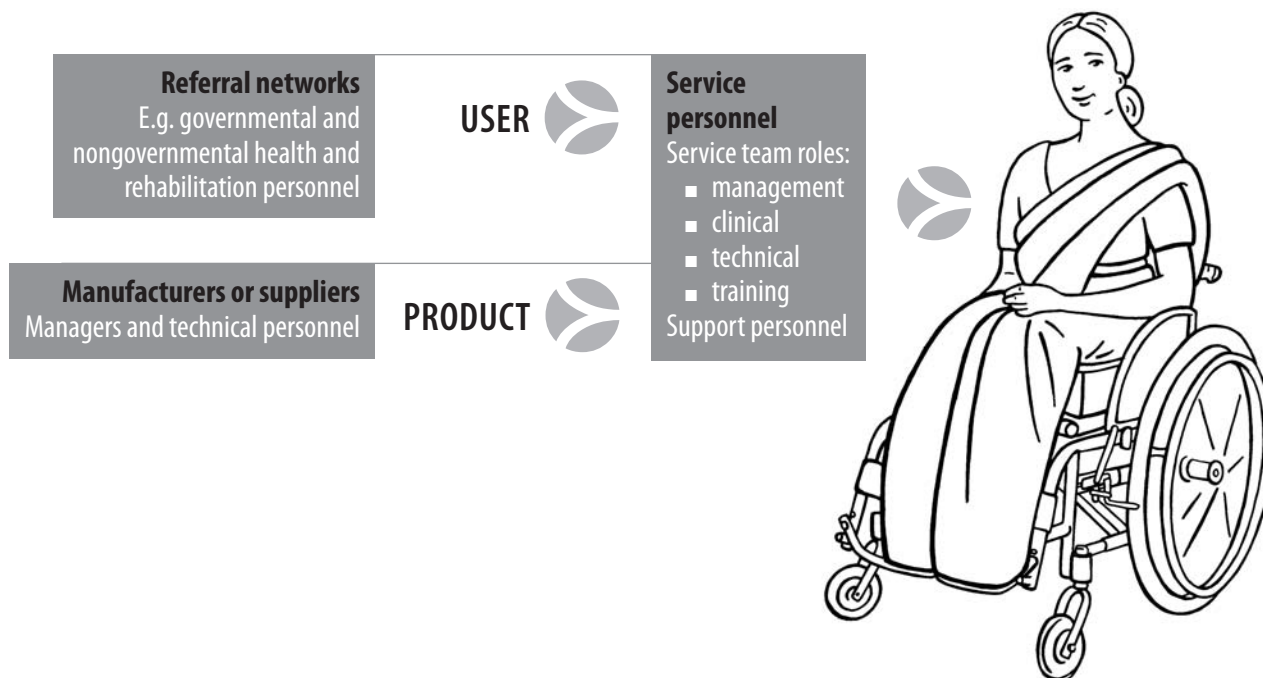 Referral networks
E.g. governmental and
nongovernmental health and
rehabilitation personnel
USER
Manufacturers or suppliers
Managers and technical personnel
PRODUCT
Service
personnel
Service team roles:
■ management
■ clinical
■ technical
■ training
Support personnel